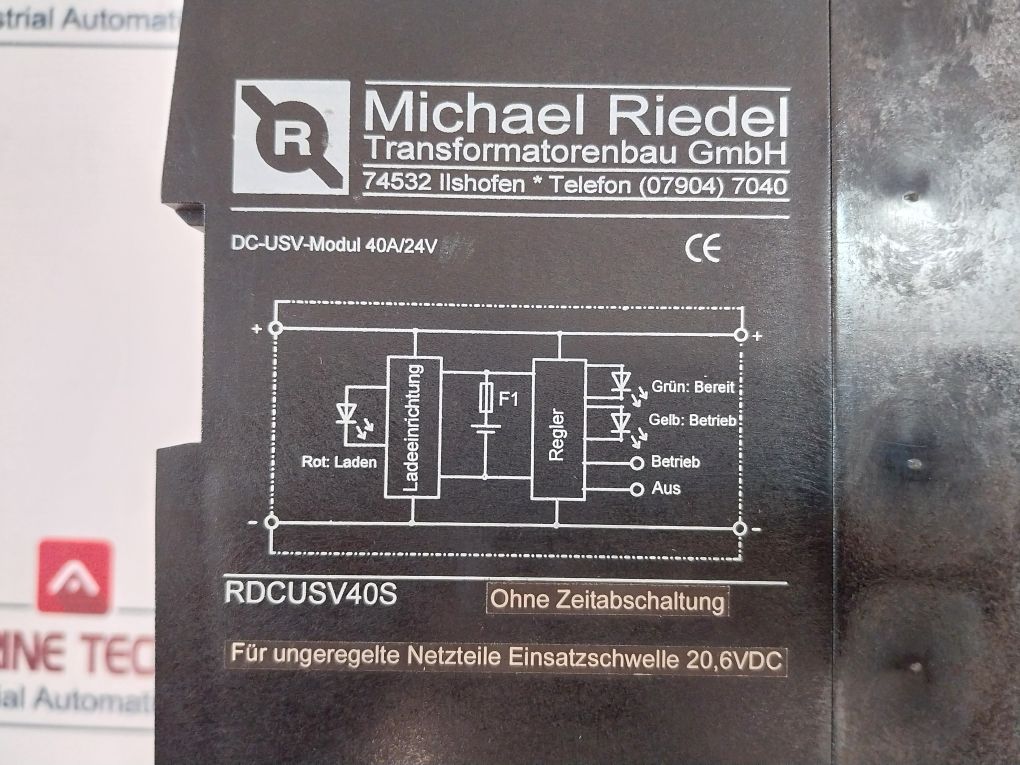 strial Automat
R
Michael Riedel
Transformatorenbau GmbH
74532 Ilshofen * Telefon (07904) 7040
DC-USV-Modul 40A/24V
CE
+ +
Ladeeinrichtung
F1
Regler
Grün: Bereit
Gelb: Betrieb
Rot: Laden
Betrieb
Aus
- -
RDCUSV40S
Ohne Zeitabschaltung
Für ungeregelte Netzteile Einsatzschwelle 20,6VDC
INE TEC
ial Automat